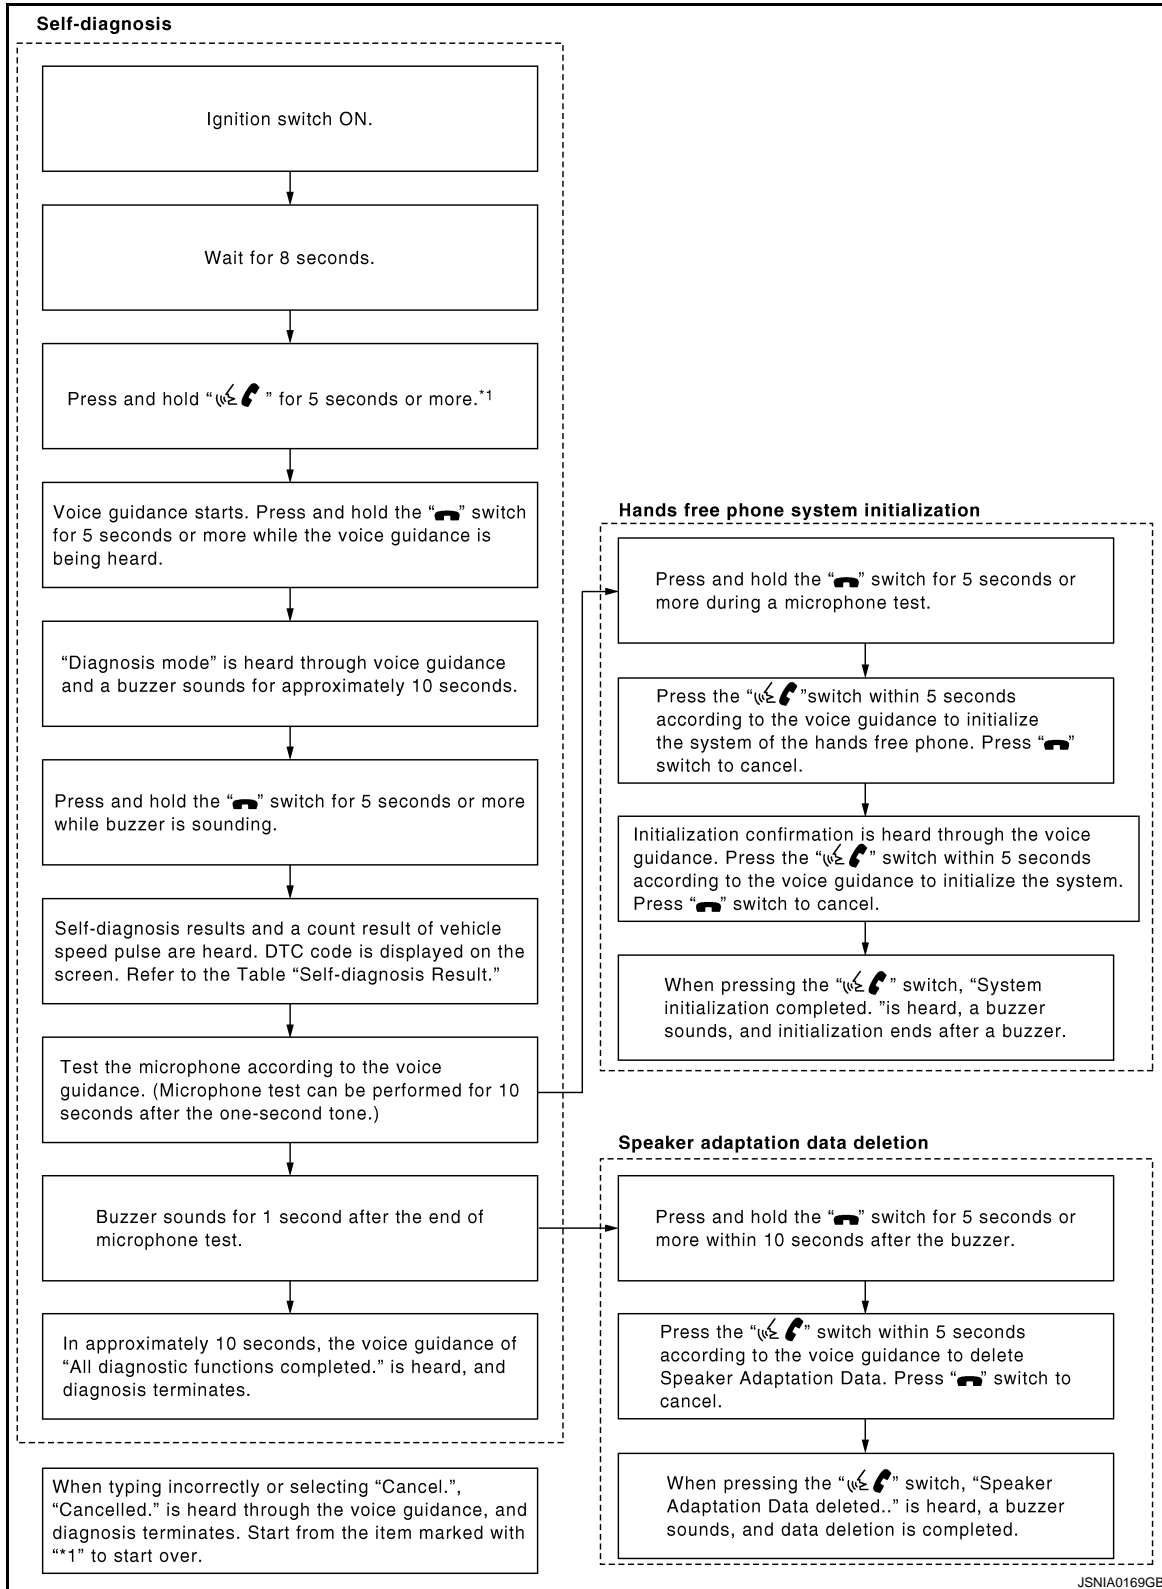 Self-diagnosis
Ignition switch ON.
Wait for 8 seconds.
Press and hold “ ” for 5 seconds or more.*1
Voice guidance starts. Press and hold the “ ” switch
for 5 seconds or more while the voice guidance is
being heard.
“Diagnosis mode” is heard through voice guidance
and a buzzer sounds for approximately 10 seconds.
Press and hold the “ ” switch for 5 seconds or more
while buzzer is sounding.
Self-diagnosis results and a count result of vehicle
speed pulse are heard. DTC code is displayed on the
screen. Refer to the Table “Self-diagnosis Result.”
Test the microphone according to the voice
guidance. (Microphone test can be performed for 10
seconds after the one-second tone.)
Buzzer sounds for 1 second after the end of
microphone test.
In approximately 10 seconds, the voice guidance of
“All diagnostic functions completed.” is heard, and
diagnosis terminates.
When typing incorrectly or selecting “Cancel.”,
“Cancelled.” is heard through the voice guidance, and
diagnosis terminates. Start from the item marked with
“*1” to start over.
Hands free phone system initialization
Press and hold the “ ” switch for 5 seconds or
more during a microphone test.
Press the “ ”switch within 5 seconds
according to the voice guidance to initialize
the system of the hands free phone. Press “ ”
switch to cancel.
Initialization confirmation is heard through the voice
guidance. Press the “ ” switch within 5 seconds
according to the voice guidance to initialize the system.
Press “ ” switch to cancel.
When pressing the “ ” switch, “System
initialization completed. ”is heard, a buzzer
sounds, and initialization ends after a buzzer.
Speaker adaptation data deletion
Press and hold the “ ” switch for 5 seconds or
more within 10 seconds after the buzzer.
Press the “ ” switch within 5 seconds
according to the voice guidance to delete
Speaker Adaptation Data. Press “ ” switch to
cancel.
When pressing the “ ” switch, “Speaker
Adaptation Data deleted..” is heard, a buzzer
sounds, and data deletion is completed.
JSNIA0169GB